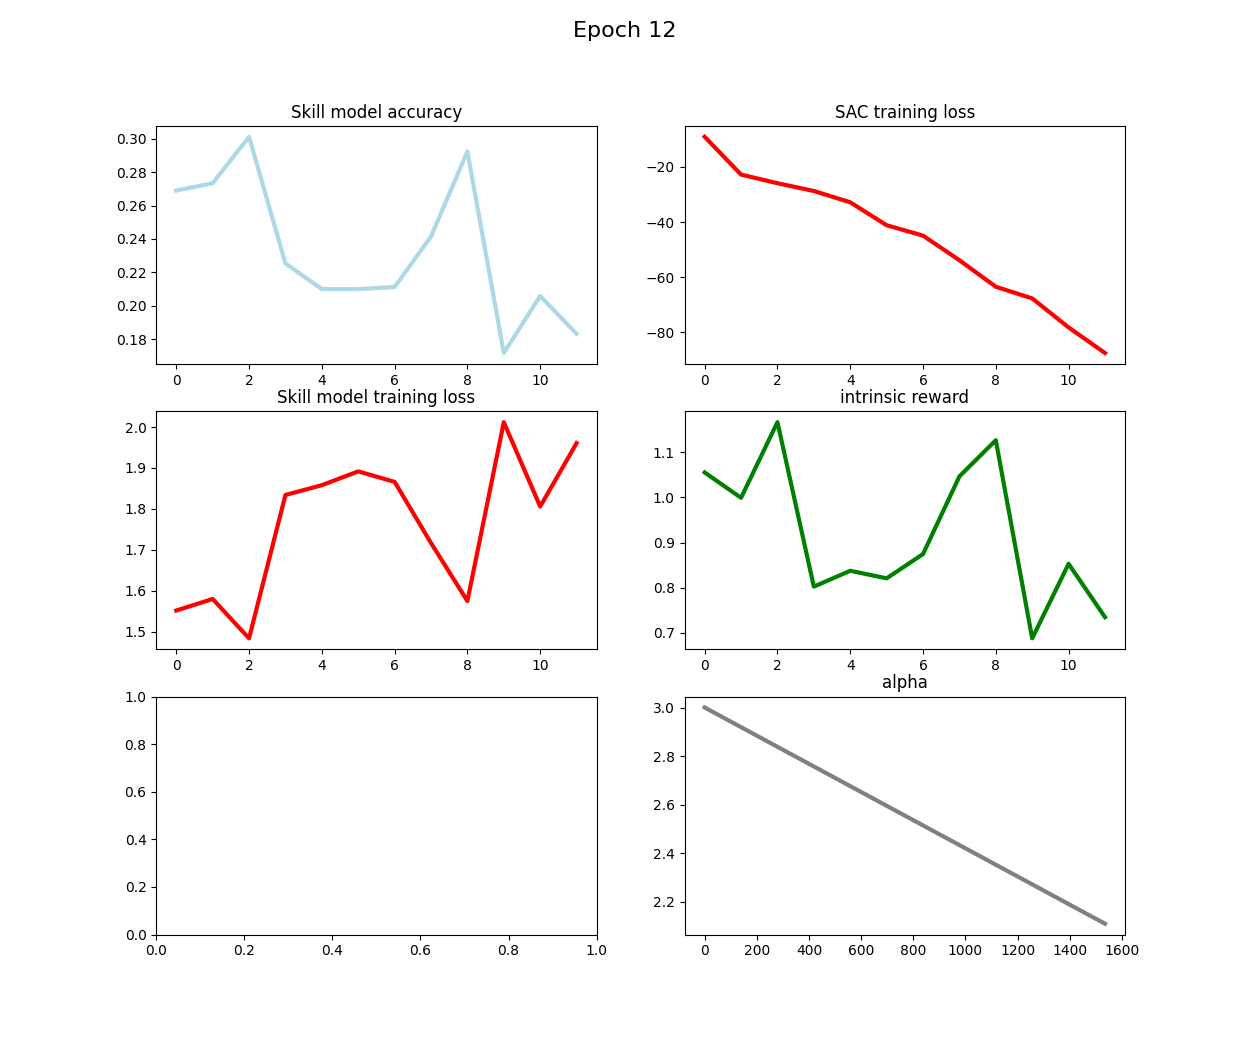 Epoch 12
Skill model accuracy
0.30
0.28
0.26
0.24
0.22
0.20
0.18
0 2 4 6 8 10
SAC training loss
−20
−40
−60
−80
0 2 4 6 8 10
Skill model training loss
2.0
1.9
1.8
1.7
1.6
1.5
0 2 4 6 8 10
intrinsic reward
1.1
1.0
0.9
0.8
0.7
0 2 4 6 8 10
1.0
0.8
0.6
0.4
0.2
0.0
0.0 0.2 0.4 0.6 0.8 1.0
alpha
3.0
2.8
2.6
2.4
2.2
0 200 400 600 800 1000 1200 1400 1600